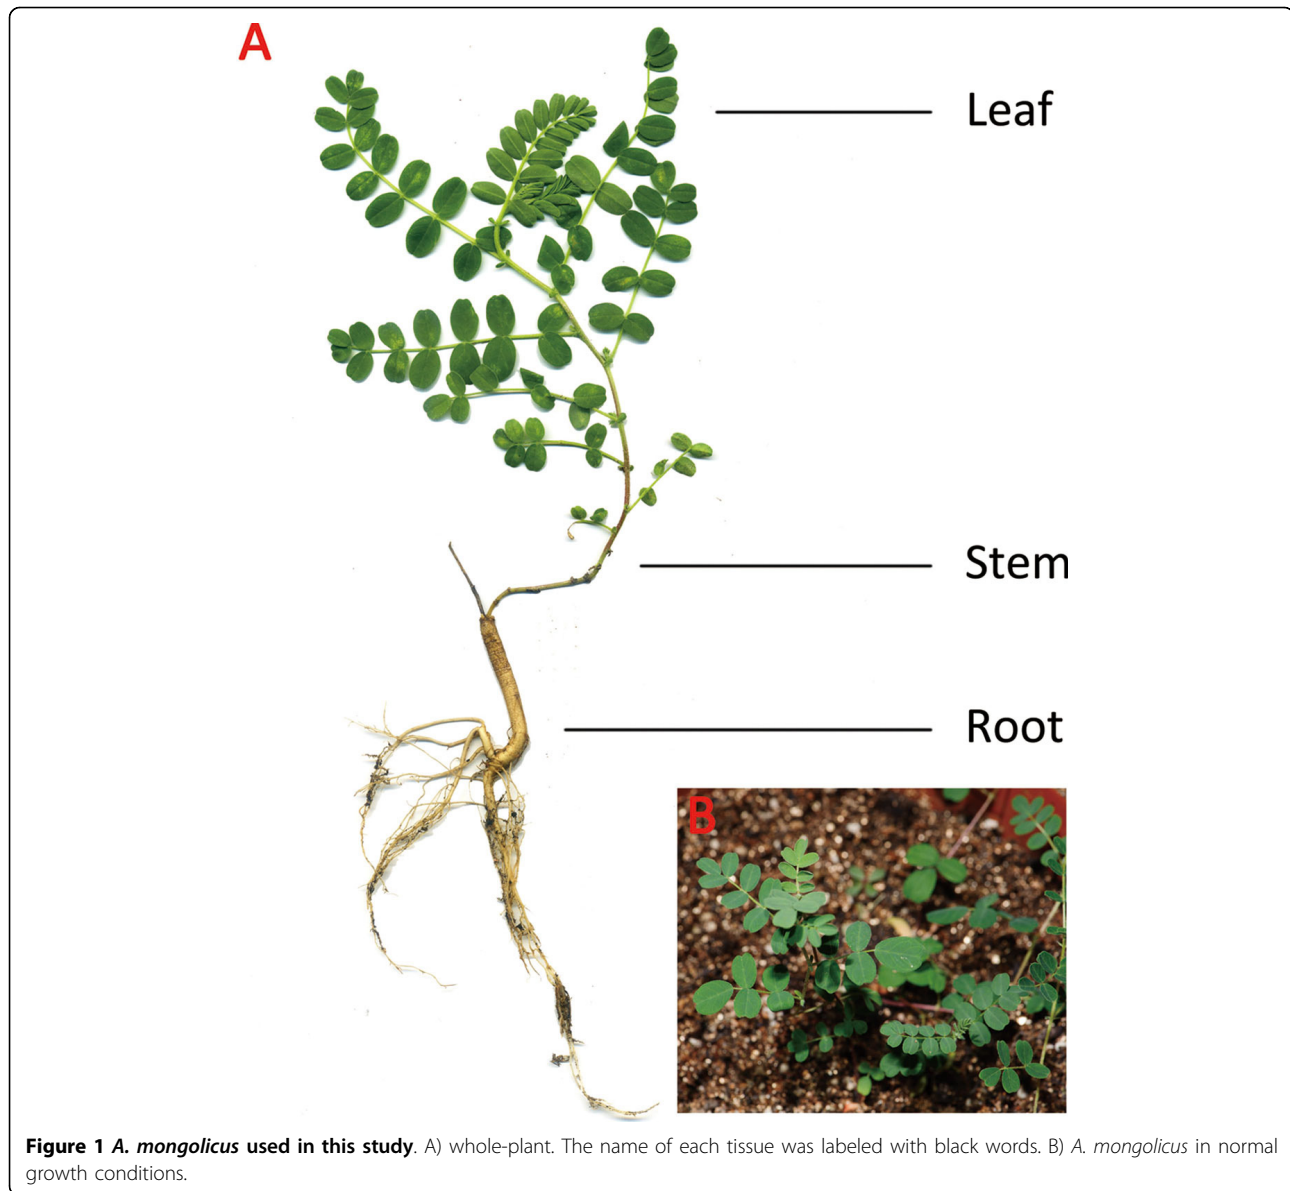 A
Leaf
Stem
Root
B
Figure 1 A. mongolicus used in this study. A) whole-plant. The name of each tissue was labeled with black words. B) A. mongolicus in normal
growth conditions.